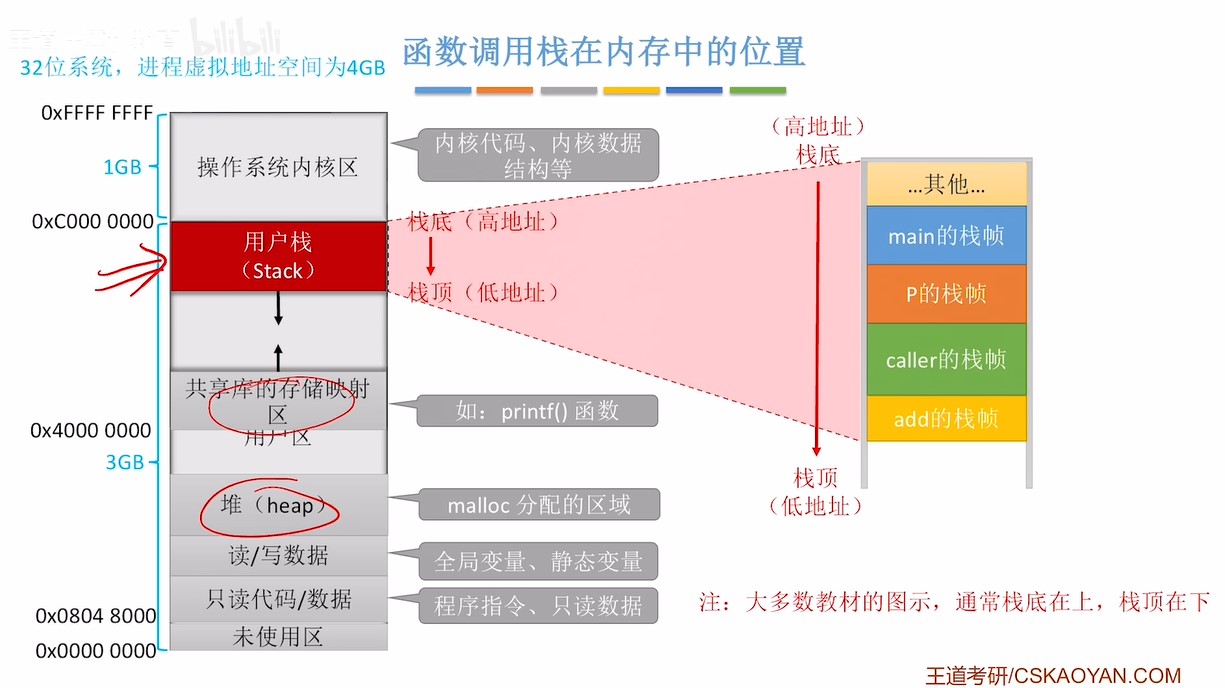 bilibili
函数调用栈在内存中的位置
32位系统，进程虚拟地址空间为4GB
0xFFFF FFFF
1GB
操作系统内核区
内核代码、内核数据
结构等
0xC000 0000
用户栈
（Stack）
栈底（高地址）
栈顶（低地址）
共享库的存储映射
区
如：printf() 函数
0x4000 0000
用户区
3GB
堆（heap）
malloc 分配的区域
读/写数据
全局变量、静态变量
只读代码/数据
程序指令、只读数据
0x0804 8000
未使用区
0x0000 0000
（高地址）
栈底
...其他...
main的栈帧
P的栈帧
caller的栈帧
add的栈帧
栈顶
（低地址）
注：大多数教材的图示，通常栈底在上，栈顶在下
王道考研/CSKAOYAN.COM